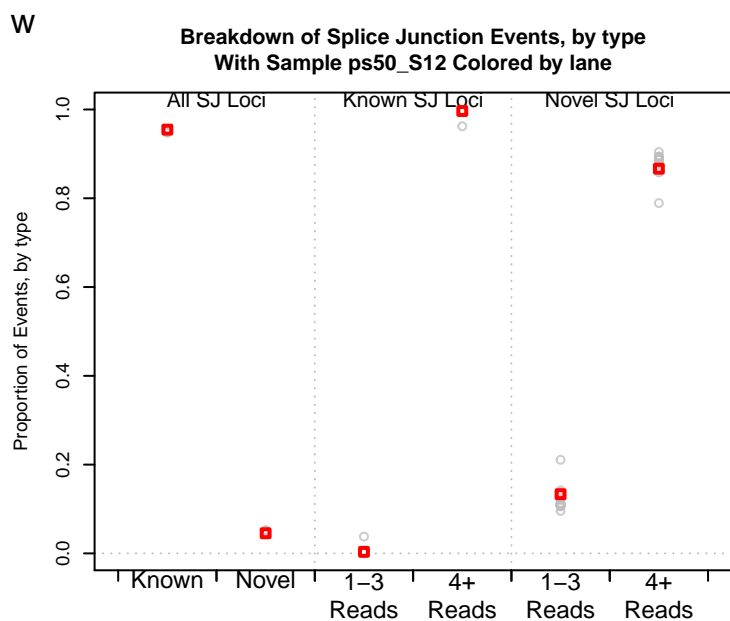 W
Breakdown of Splice Junction Events, by type
With Sample ps50_S12 Colored by lane
All SJ Loci Known SJ Loci Novel SJ Loci
Proportion of Events, by type
1.0
0.8
0.6
0.4
0.2
0.0
Known Novel 1−3 4+ 1−3 4+
Reads Reads Reads Reads